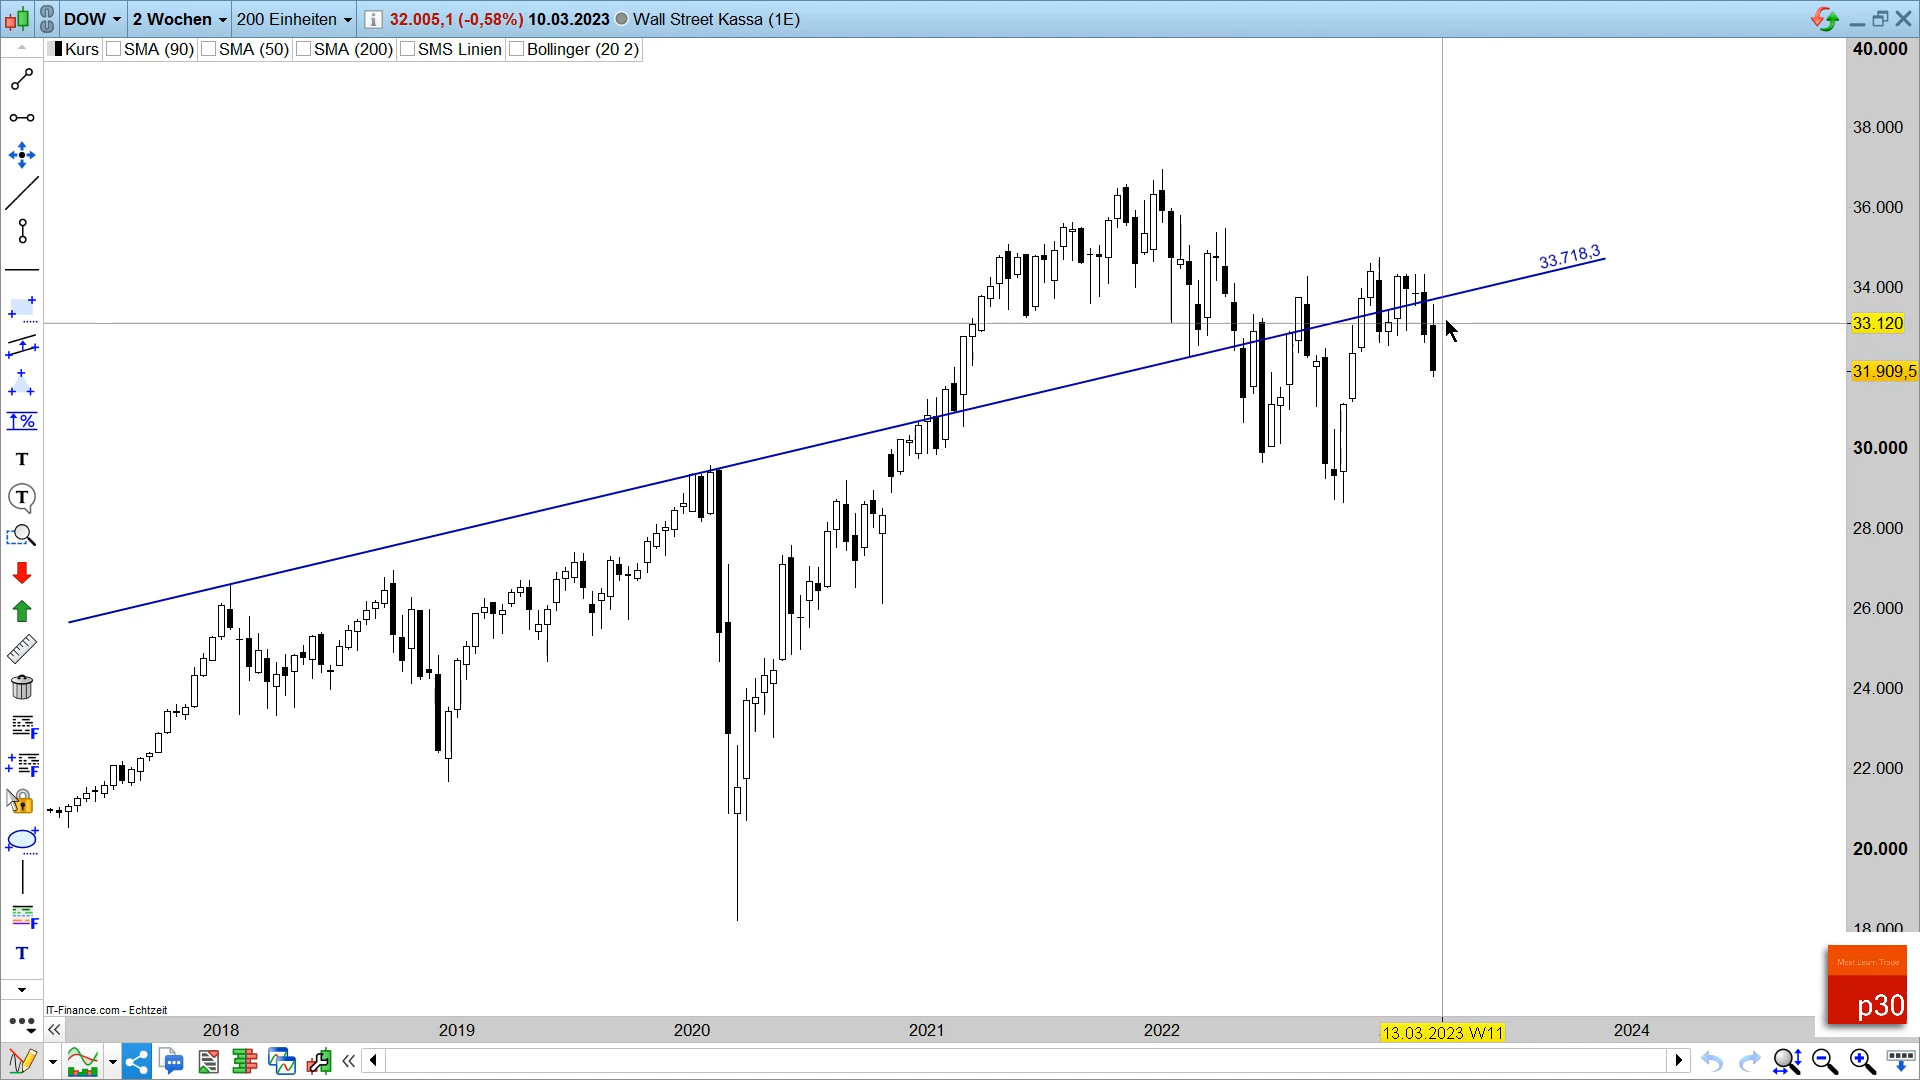 DOW 2 Wochen 200 Einheiten i 32.005,1 (-0,58%) 10.03.2023 Wall Street Kassa (1E)
Kurs SMA (90) SMA (50) SMA (200) SMS Linien Bollinger (20 2)
40.000
38.000
36.000
33.718,3
34.000
33.120
31.909,5
30.000
28.000
26.000
24.000
22.000
20.000
18.000
%
T
T
F
F
F
T
Meet.Learn.Trade
p30
IT-Finance.com - Echtzeit
2018 2019 2020 2021 2022 13.03.2023 W11 2024